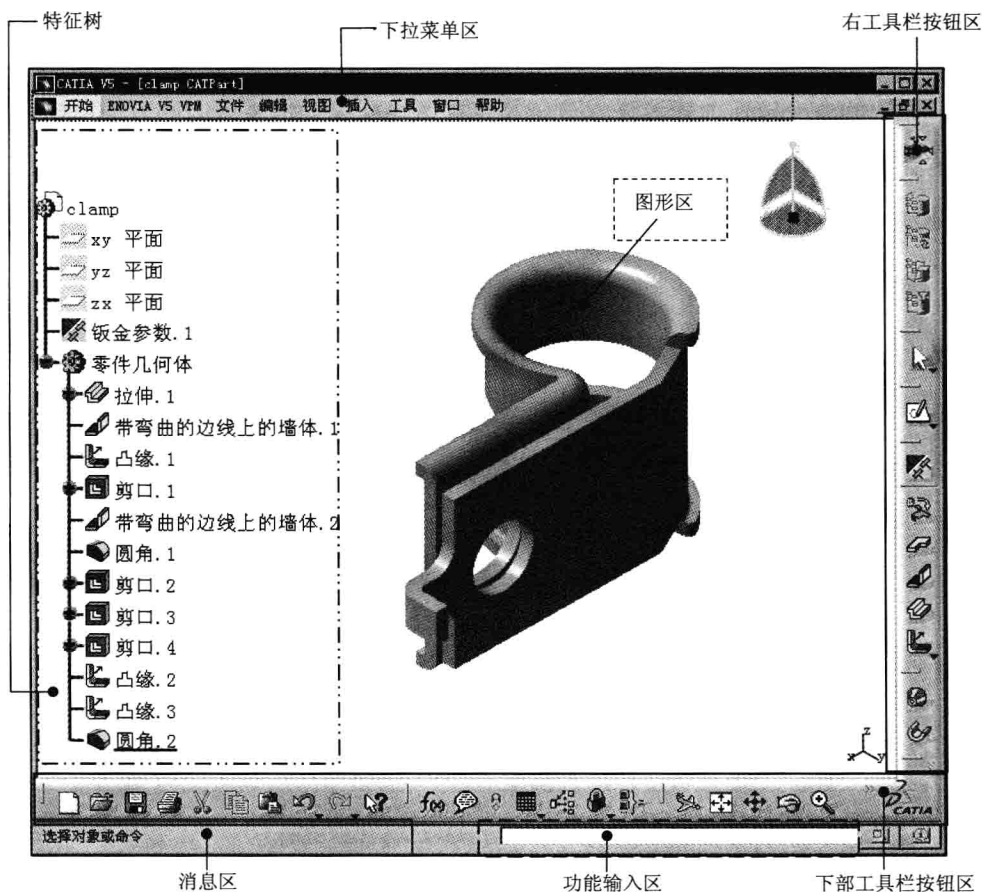 特征树
下拉菜单区
右工具栏按钮区
CATIA V5 - [clamp CATPart]
开始 ENOVIA V5 VPM 文件 编辑 视图 插入 工具 窗口 帮助
图形区
clamp
xy 平面
yz 平面
zx 平面
钣金参数.1
零件几何体
拉伸.1
带弯曲的边线上的墙体.1
凸缘.1
剪口.1
带弯曲的边线上的墙体.2
圆角.1
剪口.2
剪口.3
剪口.4
凸缘.2
凸缘.3
圆角.2
z
x y
f(x)
CATIA
选择对象或命令
消息区
功能输入区
下部工具栏按钮区